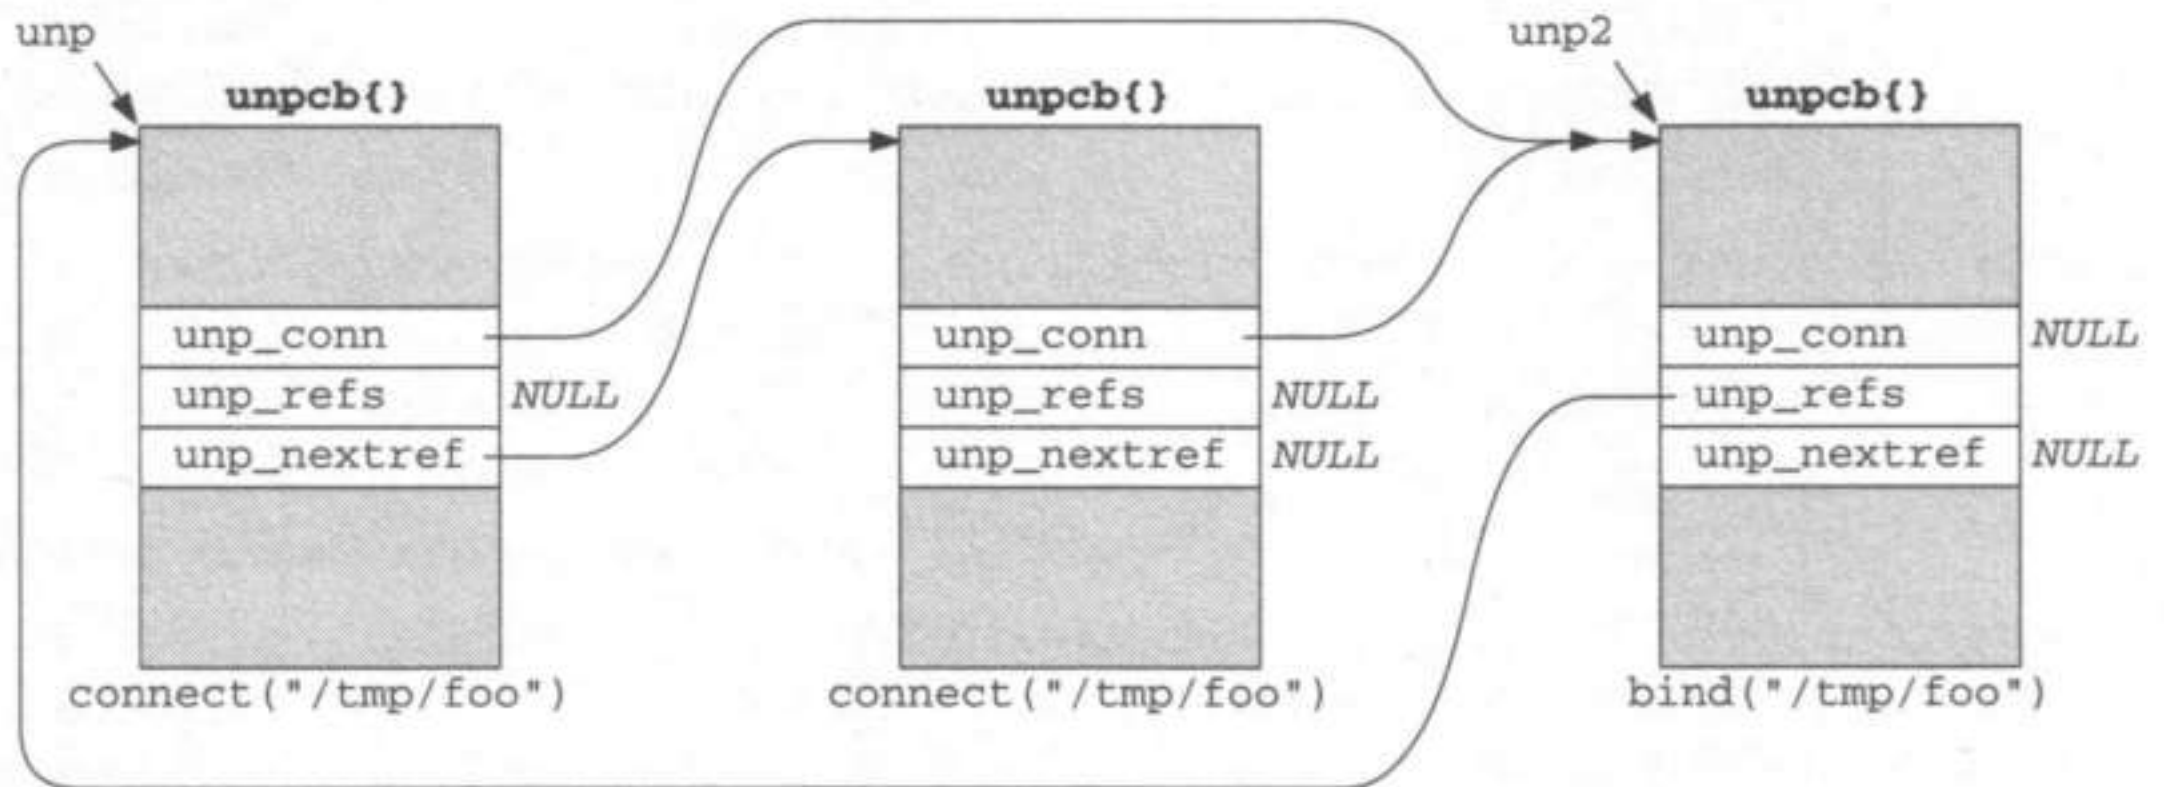 unp
unp2
unpcb{}
unpcb{}
unpcb{}
unp_conn
unp_conn
unp_conn NULL
unp_refs NULL
unp_refs NULL
unp_refs
unp_nextref
unp_nextref NULL
unp_nextref NULL
connect("/tmp/foo")
connect("/tmp/foo")
bind("/tmp/foo")